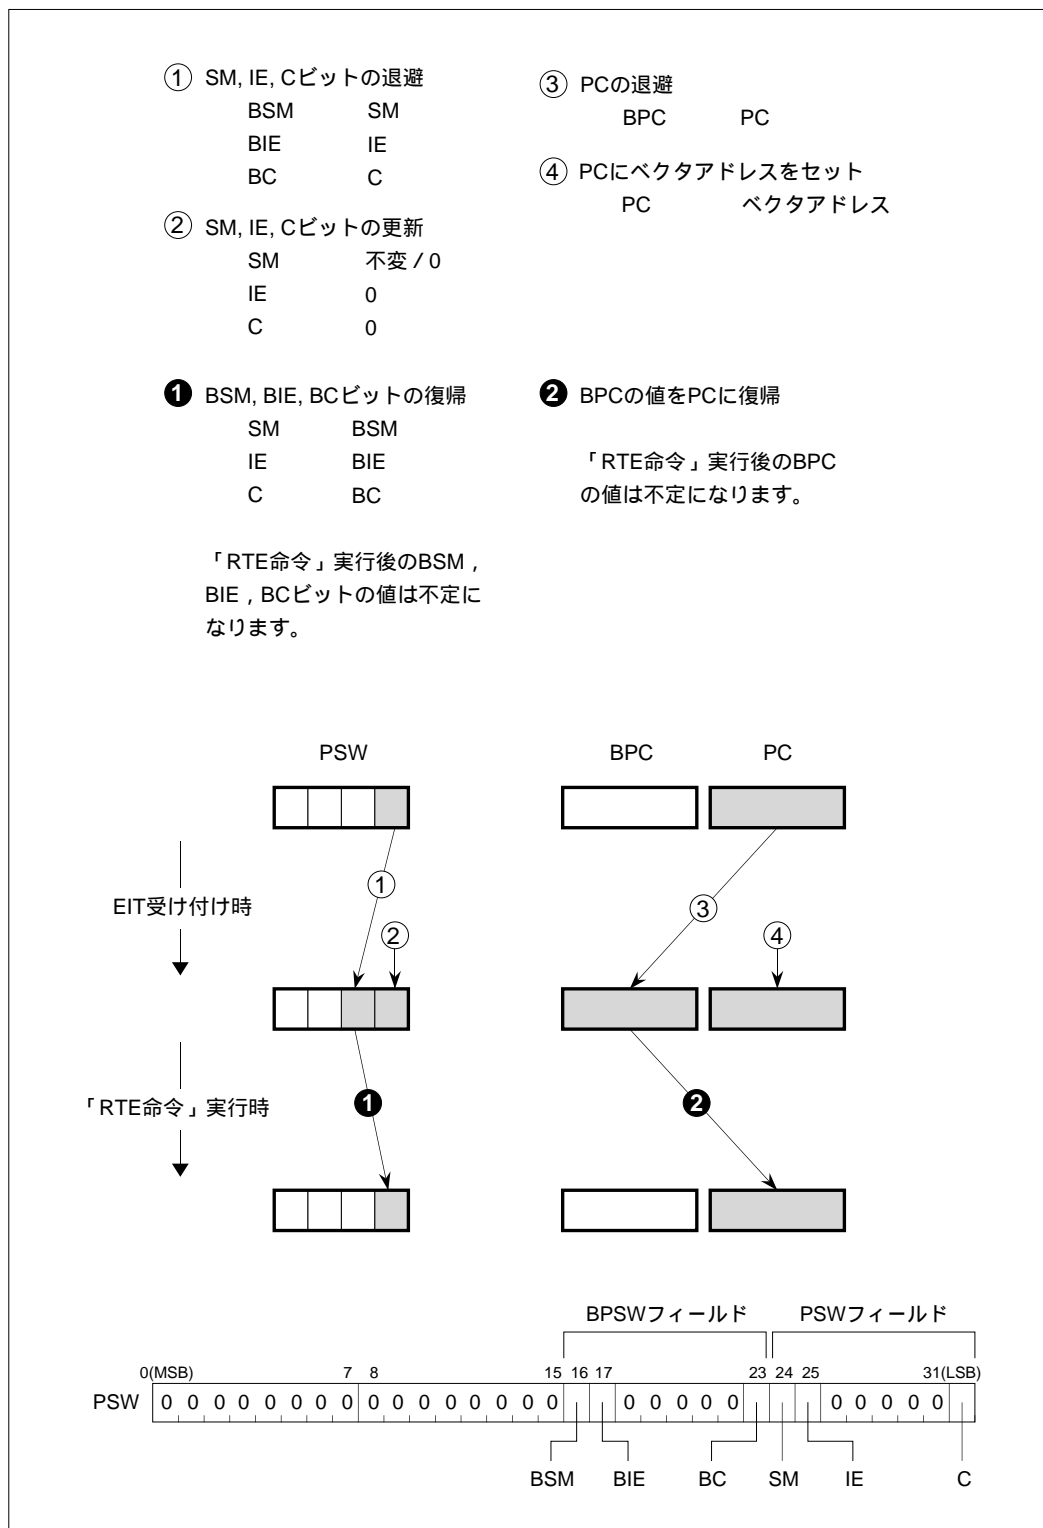 ① SM, IE, Cビットの退避
BSM SM
BIE IE
BC C
② SM, IE, Cビットの更新
SM 不変 / 0
IE 0
C 0
③ PCの退避
BPC PC
④ PCにベクタアドレスをセット
PC ベクタアドレス
❶ BSM, BIE, BCビットの復帰
SM BSM
IE BIE
C BC
「RTE命令」実行後のBSM ,
BIE , BCビットの値は不定に
なります。
❷ BPCの値をPCに復帰
「RTE命令」実行後のBPC
の値は不定になります。
PSW BPC PC
①
③
EIT受け付け時
② ④
「RTE命令」実行時
❶ ❷
BPSWフィールド PSWフィールド
0(MSB) 7 8 15 16 17 23 24 25 31(LSB)
PSW 0 0 0 0 0 0 0 0 0 0 0 0 0 0 0 0 0 0 0 0 0 0 0 0 0 0
BSM BIE BC SM IE C